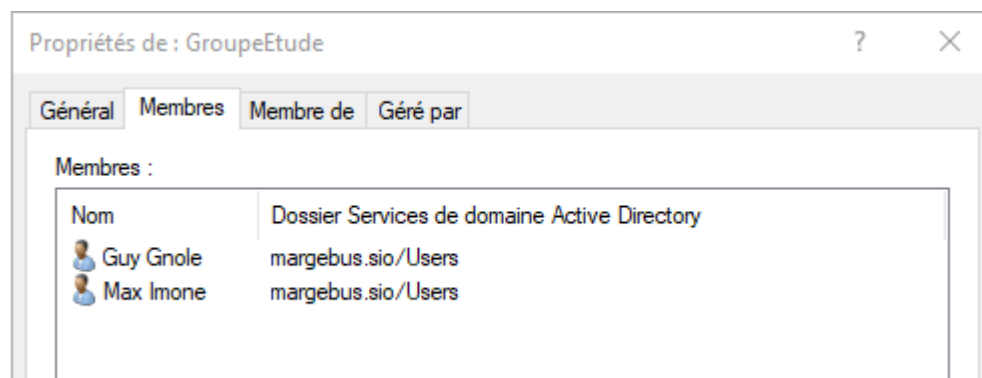 Propriétés de : GroupeEtude ?
Général Membres Membre de Géré par
Membres :
Nom Dossier Services de domaine Active Directory
Guy Gnole margebus.sio/Users
Max Imone margebus.sio/Users